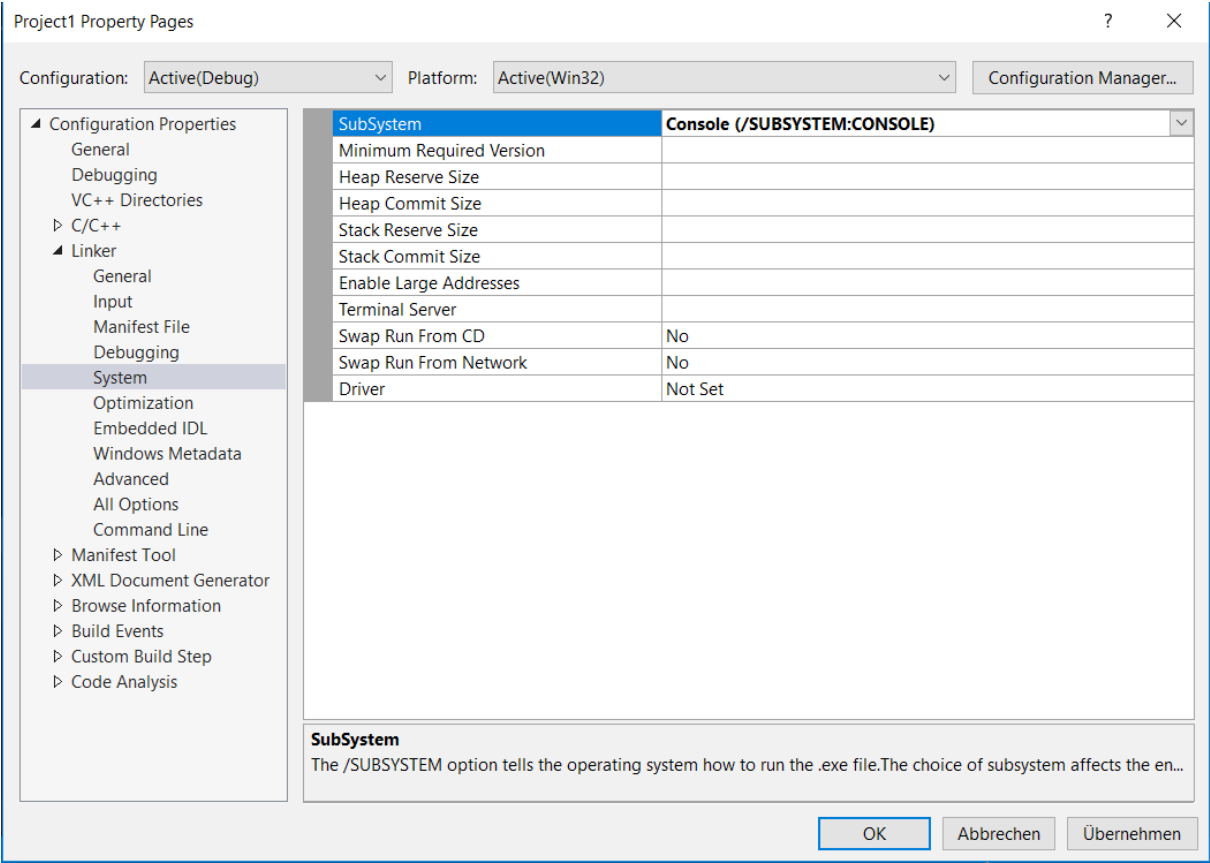 Project1 Property Pages
?
Configuration: Active(Debug) Platform: Active(Win32) Configuration Manager...
Configuration Properties
General
Debugging
VC++ Directories
C/C++
Linker
General
Input
Manifest File
Debugging
System
Optimization
Embedded IDL
Windows Metadata
Advanced
All Options
Command Line
Manifest Tool
XML Document Generator
Browse Information
Build Events
Custom Build Step
Code Analysis
SubSystem Console (/SUBSYSTEM:CONSOLE)
Minimum Required Version
Heap Reserve Size
Heap Commit Size
Stack Reserve Size
Stack Commit Size
Enable Large Addresses
Terminal Server
Swap Run From CD No
Swap Run From Network No
Driver Not Set
SubSystem
The /SUBSYSTEM option tells the operating system how to run the .exe file.The choice of subsystem affects the en...
OK Abbrechen Übernehmen